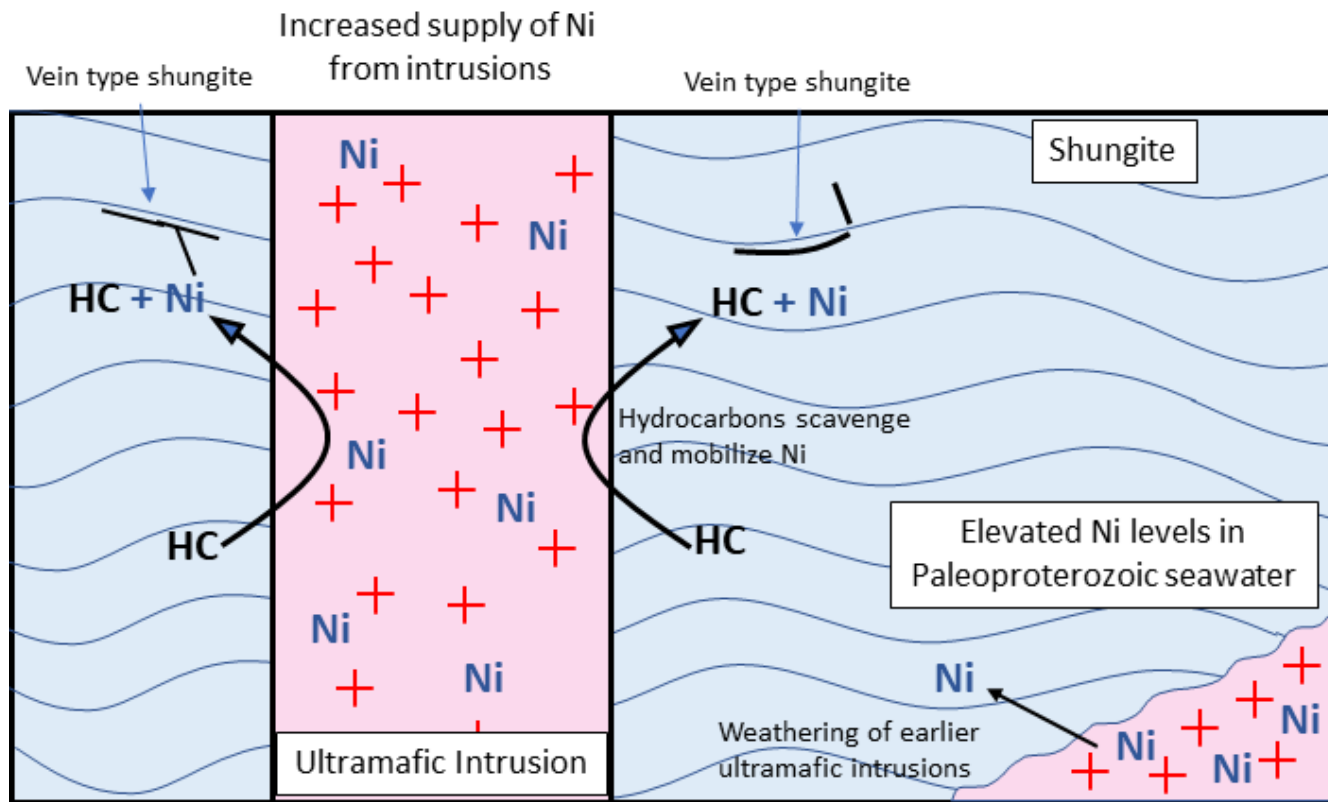 Increased supply of Ni
from intrusions
Vein type shungite
Vein type shungite
Shungite
Ni
Ni
HC + Ni
HC + Ni
Hydrocarbons scavenge
and mobilize Ni
Ni
Ni
HC
HC
Elevated Ni levels in
Paleoproterozoic seawater
Ni
Ni
Ni
Weathering of earlier
ultramafic intrusions
Ni
Ni
Ni
Ultramafic Intrusion